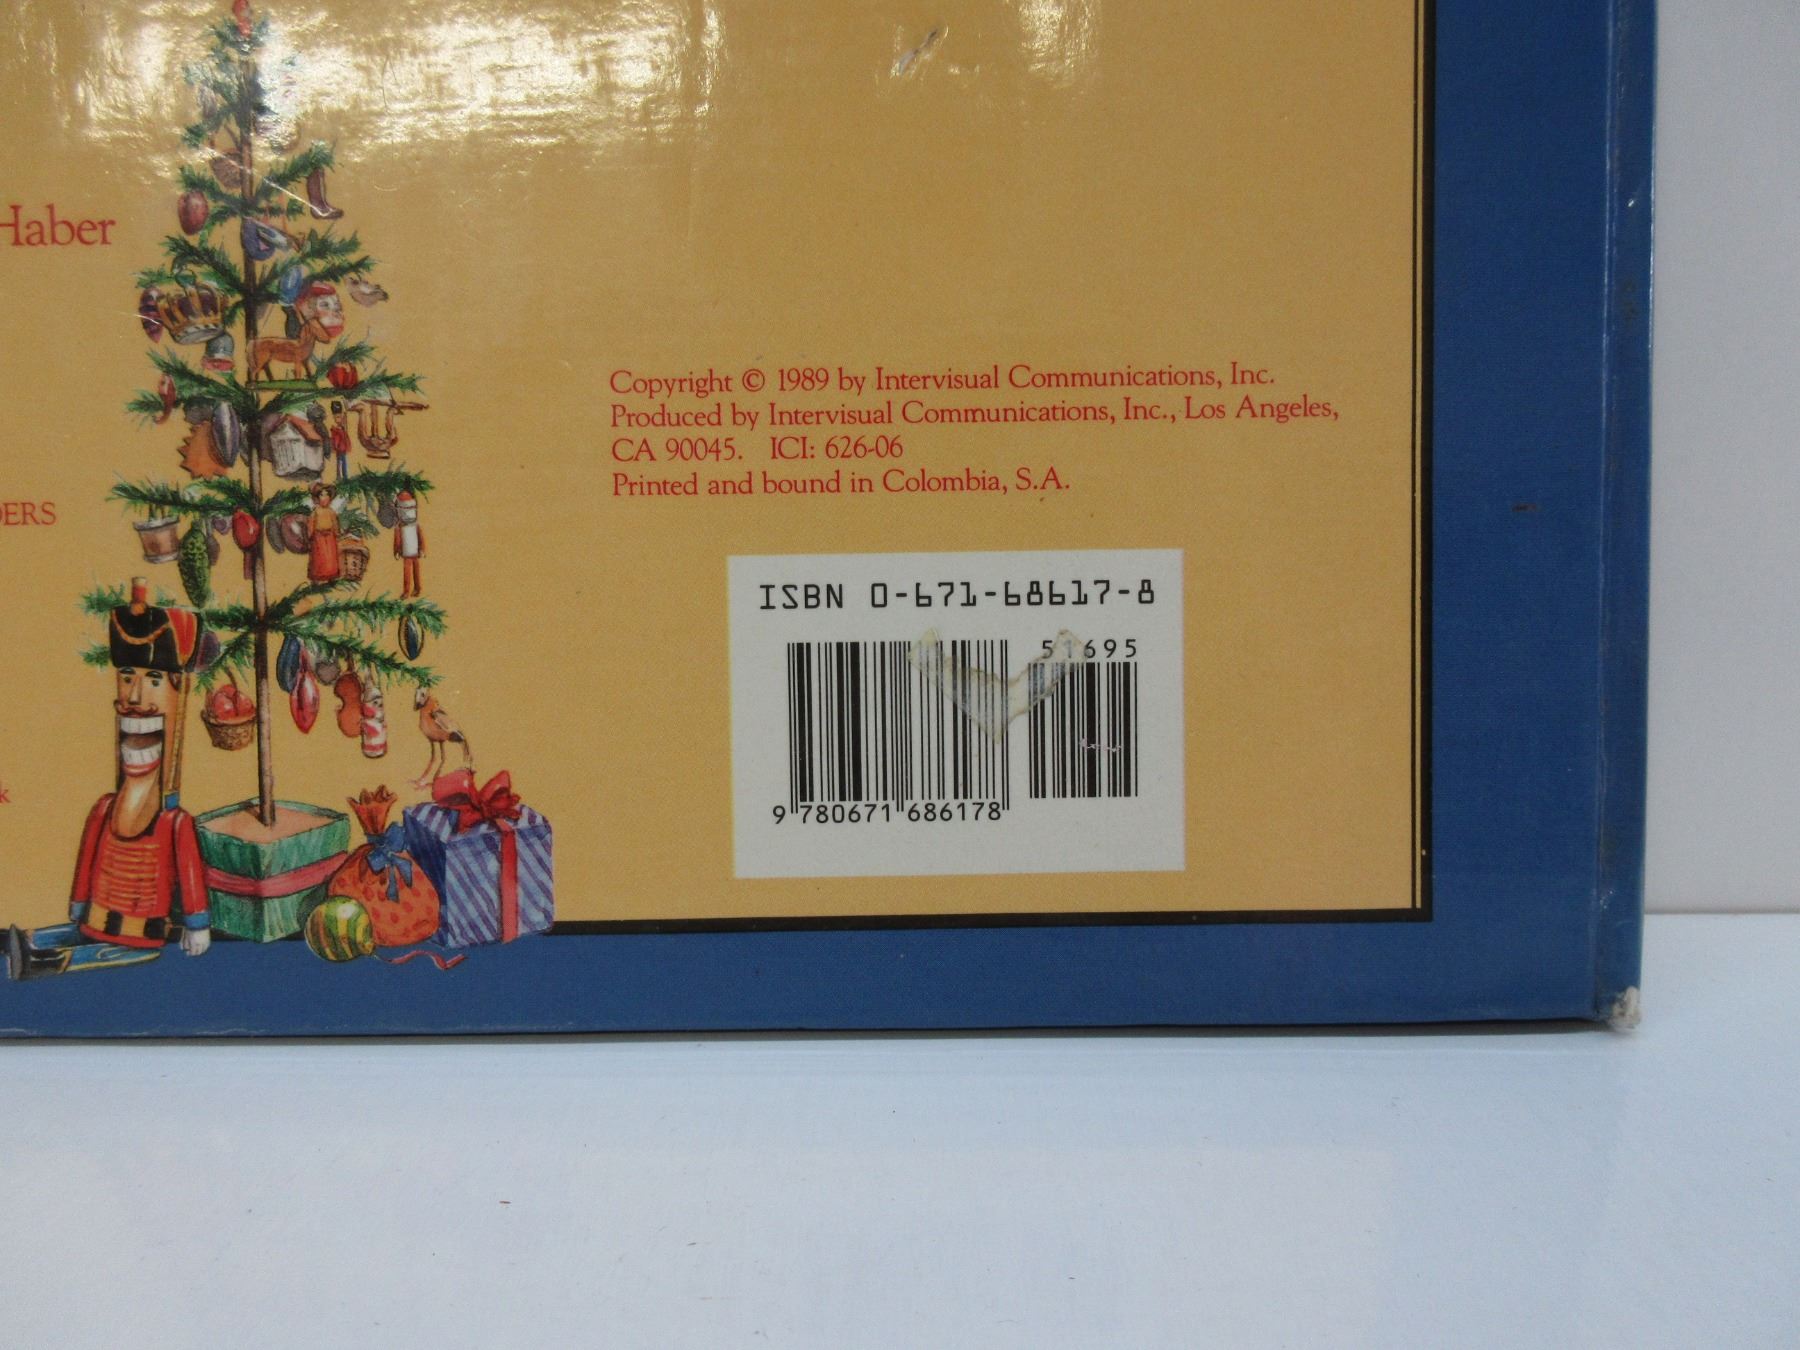 Haber
DERS
k
Copyright © 1989 by Intervisual Communications, Inc.
Produced by Intervisual Communications, Inc., Los Angeles,
CA 90045. ICI: 626-06
Printed and bound in Colombia, S.A.
ISBN 0-671-68617-8
51695
9 780671 686178